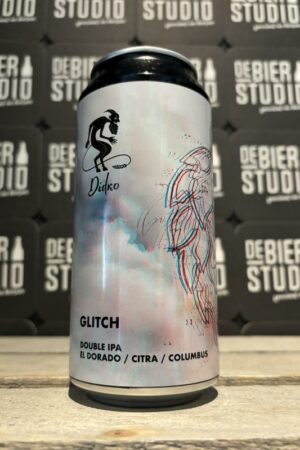 DE BIER
STUDIO
Didko
GLITCH
DOUBLE IPA
EL DORADO / CITRA / COLUMBUS